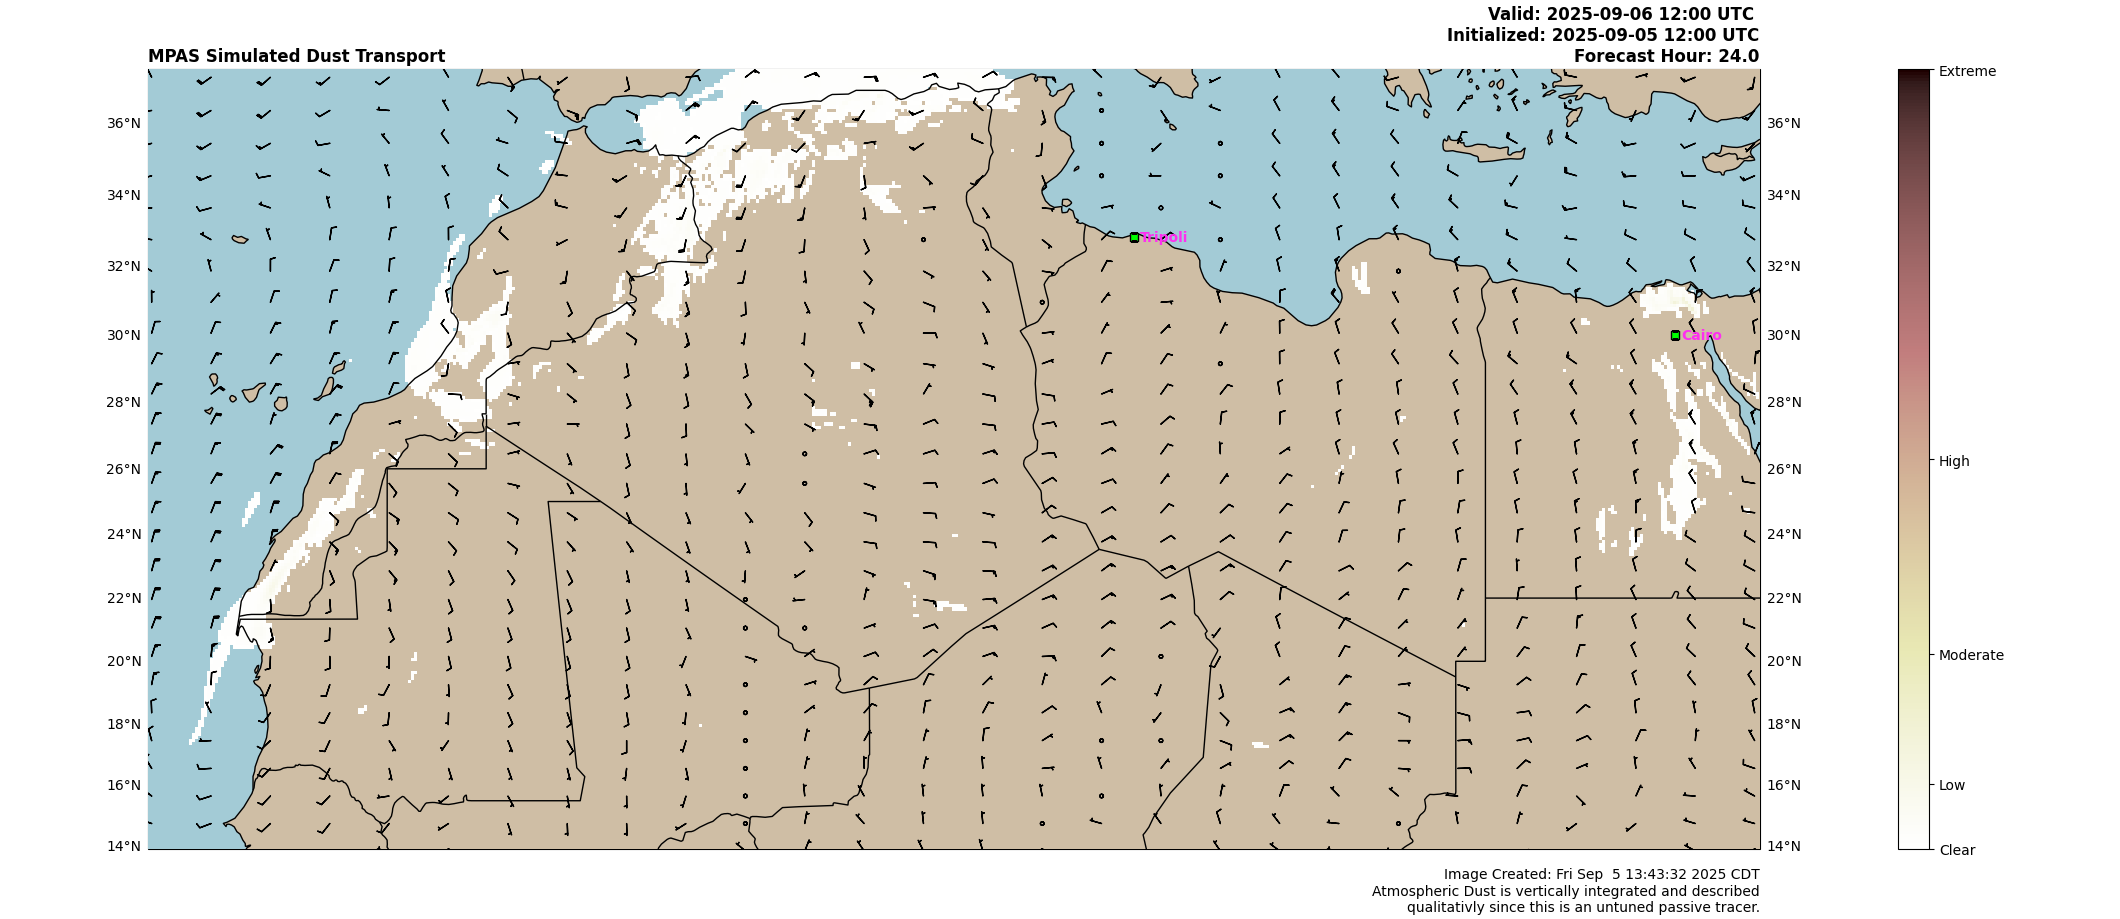 Valid: 2025-09-06 12:00 UTC
Initialized: 2025-09-05 12:00 UTC
MPAS Simulated Dust Transport
Forecast Hour: 24.0
Extreme
36°N
36°N
34°N
34°N
Tripoli
32°N
32°N
30°N
Cairo
30°N
28°N
28°N
26°N
26°N
High
24°N
24°N
22°N
22°N
20°N
20°N
Moderate
18°N
18°N
16°N
16°N
Low
14°N
14°N
Clear
Image Created: Fri Sep  5 13:43:32 2025 CDT
Atmospheric Dust is vertically integrated and described
qualitativly since this is an untuned passive tracer.